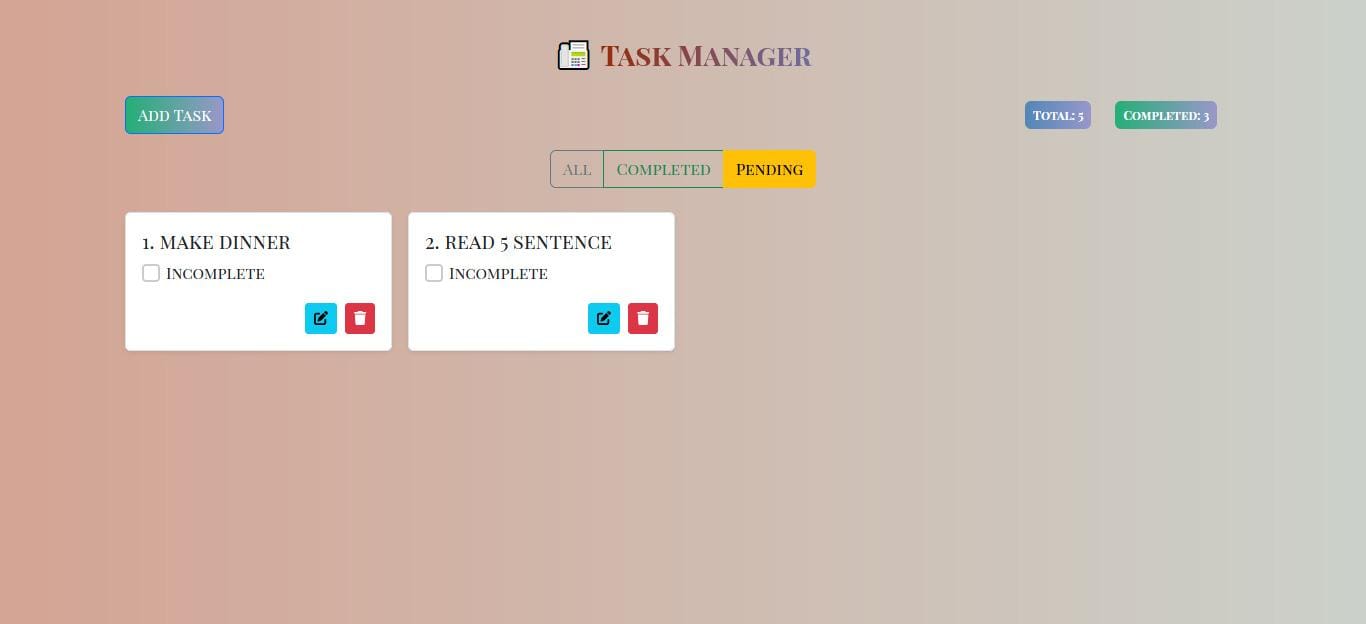 Task Manager
Add Task
Total: 5
Completed: 3
All
Completed
Pending
1. MAKE DINNER
Incomplete
2. READ 5 SENTENCE
Incomplete